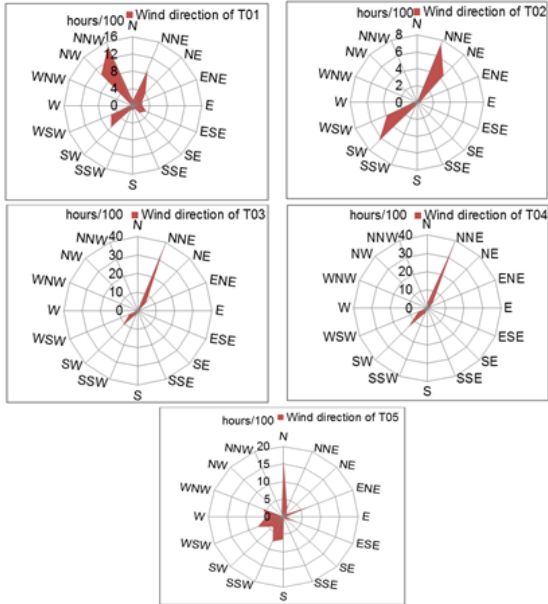 hours/100 Wind direction of T01
N
NNW NNE
16
12
8
4
0
NW NE
WNW ENE
W E
WSW ESE
SW SE
SSW SSE
S
hours/100 Wind direction of T02
N
NNW NNE
8
6
4
2
0
NW NE
WNW ENE
W E
WSW ESE
SW SE
SSW SSE
S
hours/100 Wind direction of T03
N
NNW NNE
40
30
20
10
0
NW NE
WNW ENE
W E
WSW ESE
SW SE
SSW SSE
S
hours/100 Wind direction of T04
N
NNW NNE
40
30
20
10
0
NW NE
WNW ENE
W E
WSW ESE
SW SE
SSW SSE
S
hours/100 Wind direction of T05
N
NNW NNE
20
15
10
5
0
NW NE
WNW ENE
W E
WSW ESE
SW SE
SSW SSE
S